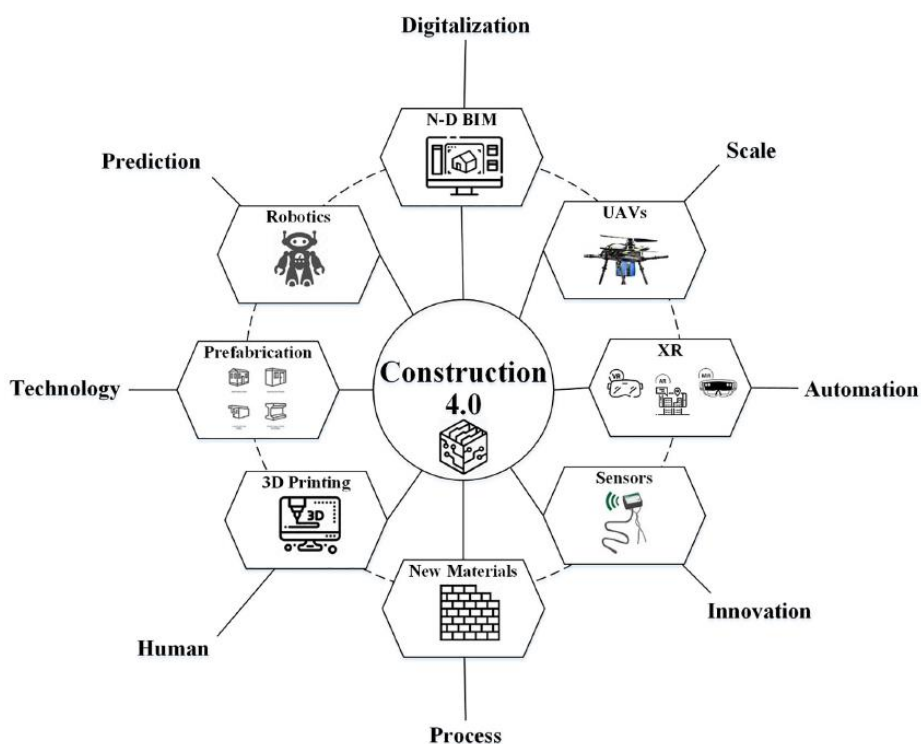 Digitalization
N-D BIM
Prediction
Scale
Robotics
UAVs
Construction
4.0
Prefabrication
XR
VR
AR
MR
Technology
Automation
3D Printing
3D
Sensors
New Materials
Innovation
Human
Process